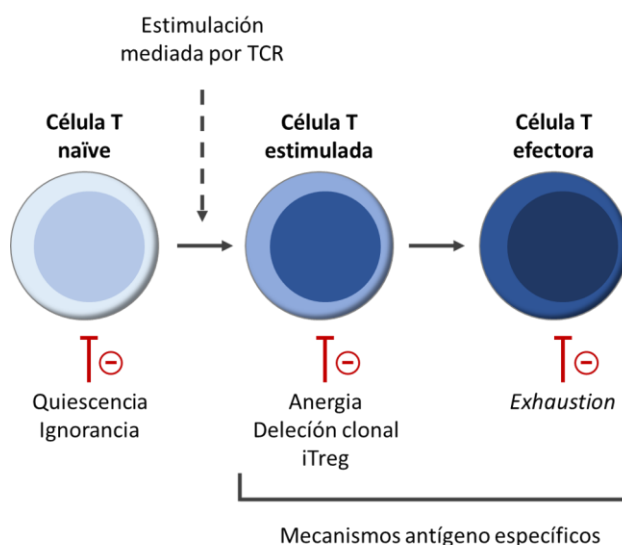 Estimulación
mediada por TCR
Célula T
naïve
Célula T
estimulada
Célula T
efectora
Quiescencia
Ignorancia
Anergia
Deleción clonal
iTreg
Exhaustion
Mecanismos antígeno específicos